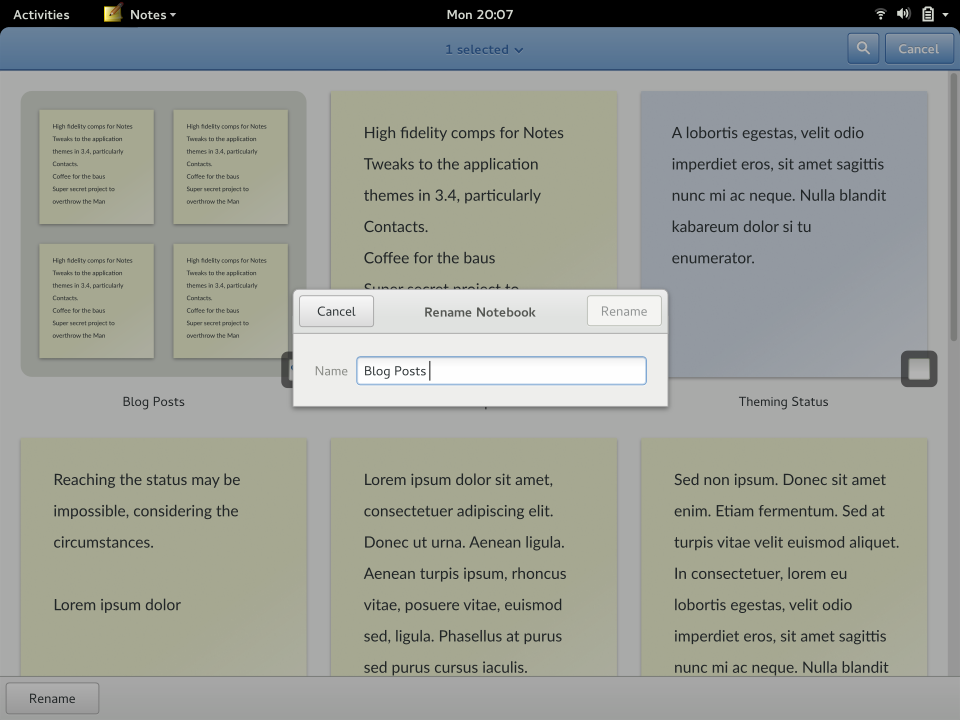 Activities
Notes
Mon 20:07
1 selected
Cancel
High fidelity comps for Notes
Tweaks to the application
themes in 3.4, particularly
Contacts.
Coffee for the baus
Super secret project to
overthrow the Man
High fidelity comps for Notes
Tweaks to the application
themes in 3.4, particularly
Contacts.
Coffee for the baus
Super secret project to
overthrow the Man
High fidelity comps for Notes
Tweaks to the application
themes in 3.4, particularly
Contacts.
Coffee for the baus
Super secret project to
overthrow the Man
High fidelity comps for Notes
Tweaks to the application
themes in 3.4, particularly
Contacts.
Coffee for the baus
Super secret project to
overthrow the Man
Blog Posts
High fidelity comps for Notes
Tweaks to the application
themes in 3.4, particularly
Contacts.
Coffee for the baus
Super secret project to
A lobortis egestas, velit odio
imperdiet eros, sit amet sagittis
nunc mi ac neque. Nulla blandit
kabareum dolor si tu
enumerator.
Theming Status
Cancel
Rename Notebook
Rename
Name
Blog Posts
Reaching the status may be
impossible, considering the
circumstances.
Lorem ipsum dolor
Lorem ipsum dolor sit amet,
consectetuer adipiscing elit.
Donec ut urna. Aenean ligula.
Aenean turpis ipsum, rhoncus
vitae, posuere vitae, euismod
sed, ligula. Phasellus at purus
sed purus cursus iaculis.
Sed non ipsum. Donec sit amet
enim. Etiam fermentum. Sed at
turpis vitae velit euismod aliquet.
In consectetuer, lorem eu
lobortis egestas, velit odio
imperdiet eros, sit amet sagittis
nunc mi ac neque. Nulla blandit
Rename